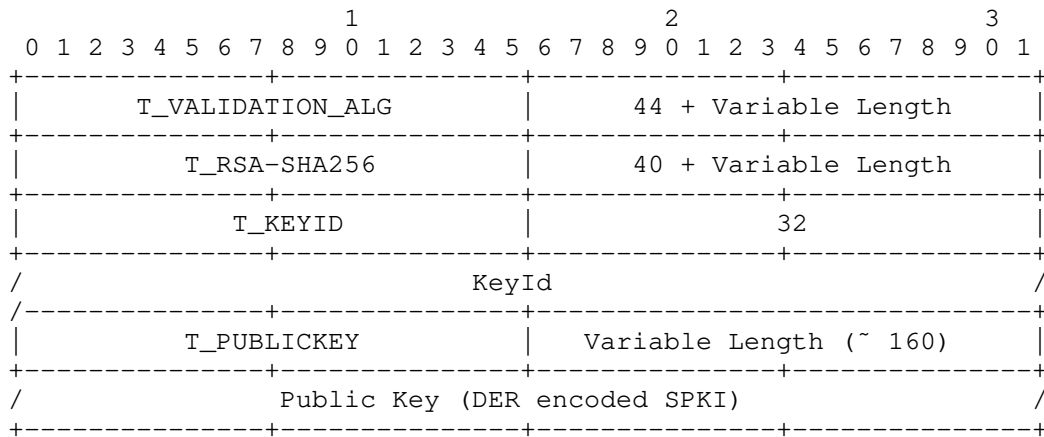 1                   2                   3
 0 1 2 3 4 5 6 7 8 9 0 1 2 3 4 5 6 7 8 9 0 1 2 3 4 5 6 7 8 9 0 1
+---------------+---------------+---------------+---------------+
|       T_VALIDATION_ALG        |      44 + Variable Length     |
+---------------+---------------+---------------+---------------+
|          T_RSA-SHA256         |      40 + Variable Length     |
+---------------+---------------+---------------+---------------+
|             T_KEYID           |               32              |
+---------------+---------------+---------------+---------------+
/                            KeyId                              /
/---------------+---------------+-------------------------------+
|          T_PUBLICKEY          |   Variable Length (˜ 160)     |
+---------------+---------------+---------------+---------------+
/                Public Key (DER encoded SPKI)                  /
+---------------+---------------+---------------+---------------+